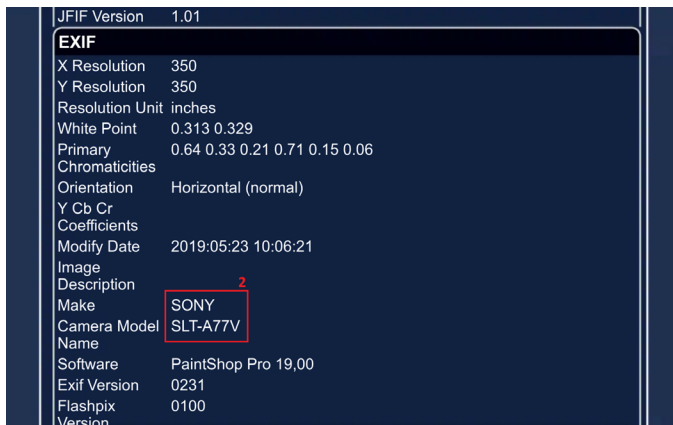 JFIF Version 1.01
EXIF
X Resolution 350
Y Resolution 350
Resolution Unit inches
White Point 0.313 0.329
Primary 0.64 0.33 0.21 0.71 0.15 0.06
Chromaticities
Orientation Horizontal (normal)
Y Cb Cr
Coefficients
Modify Date 2019:05:23 10:06:21
Image
Description 2
Make SONY
Camera Model SLT-A77V
Name
Software PaintShop Pro 19,00
Exif Version 0231
Flashpix 0100
Version